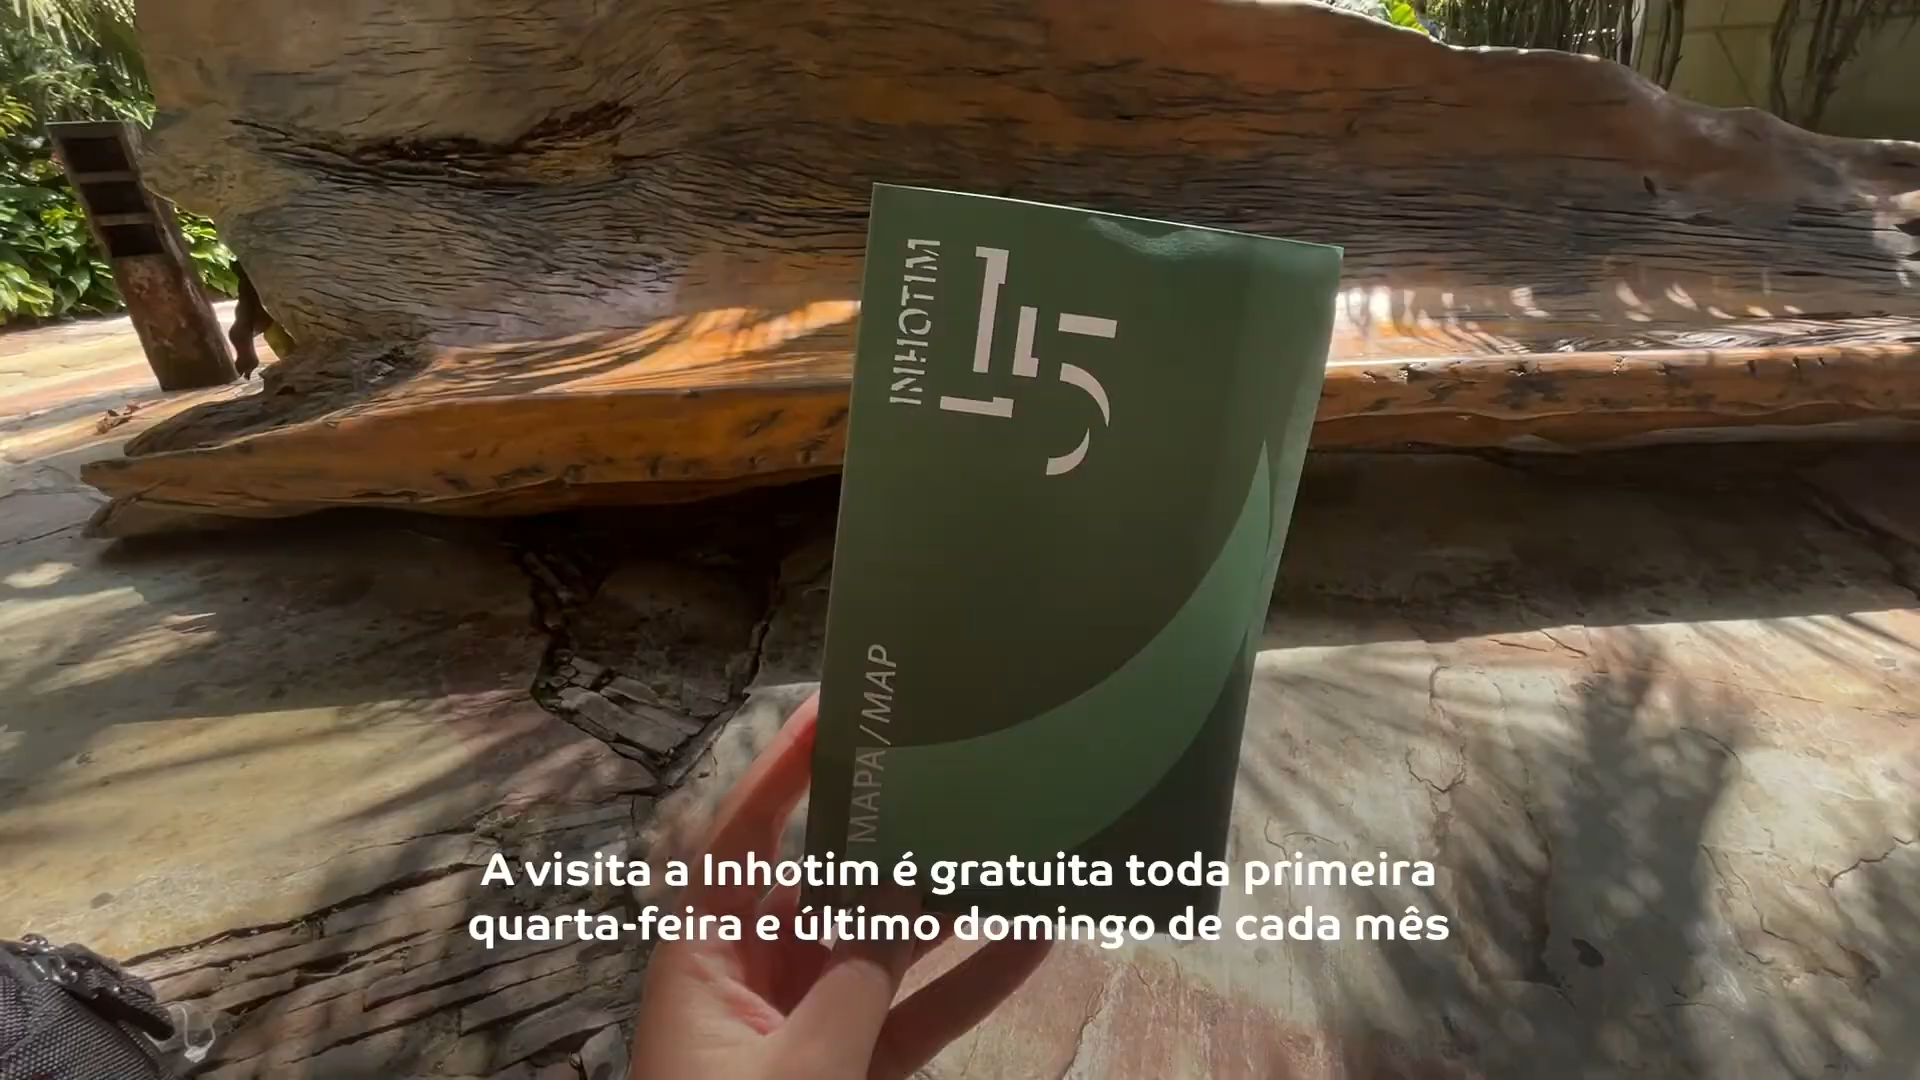 INHOTIM
15
MAPA/MAP
A visita a Inhotim é gratuita toda primeira
quarta-feira e último domingo de cada mês